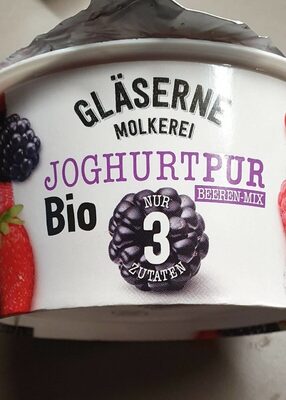 GLÄSERNE
MOLKEREI
JOGHURTPUR
BEEREN-MIX
Bio
NUR
3
ZUTATEN